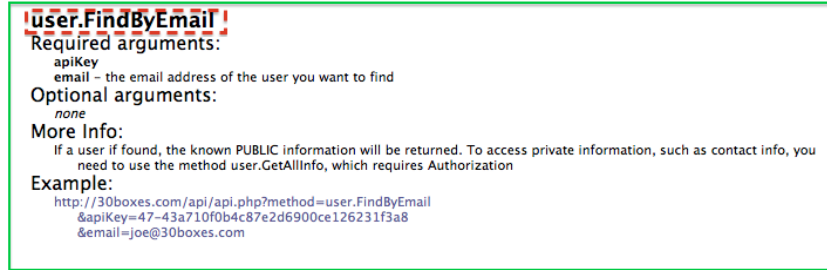 user.FindByEmail
Required arguments:
apiKey
email – the email address of the user you want to find
Optional arguments:
none
More Info:
If a user if found, the known PUBLIC information will be returned. To access private information, such as contact info, you
need to use the method user.GetAllInfo, which requires Authorization
Example:
http://30boxes.com/api/api.php?method=user.FindByEmail
&apiKey=47-43a710f0b4c87e2d6900ce126231f3a8
&email=joe@30boxes.com